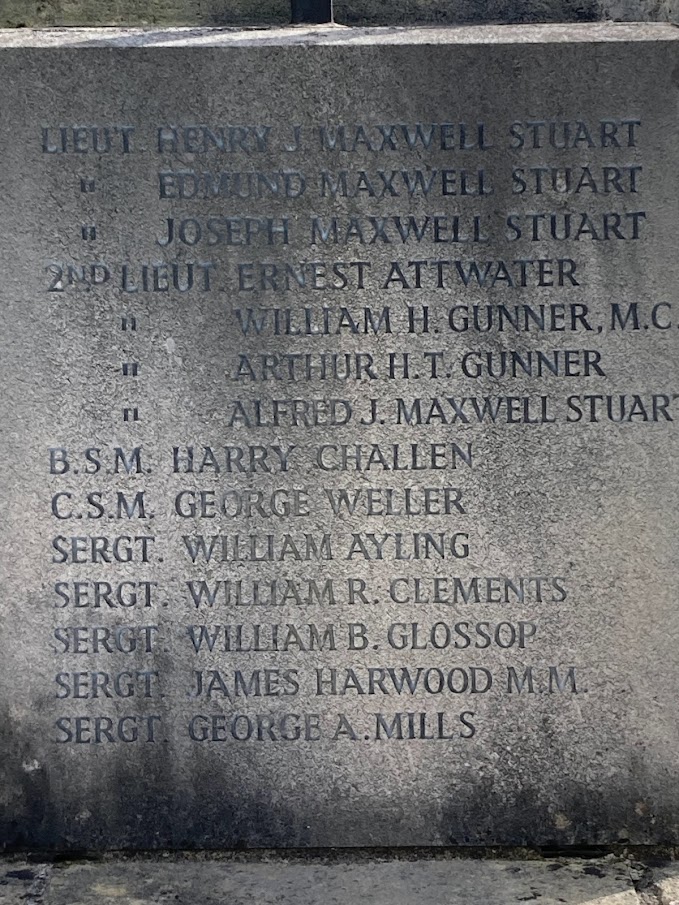 LIEUT HENRY J. MAXWELL STUART
" EDMUND MAXWELL STUART
" JOSEPH MAXWELL STUART
2ND LIEUT ERNEST ATTWATER
" WILLIAM H. GUNNER, M.C.
" ARTHUR H.T. GUNNER
" ALFRED J. MAXWELL STUART
B.S.M. HARRY CHALLEN
C.S.M. GEORGE WELLER
SERGT. WILLIAM AYLING
SERGT. WILLIAM R. CLEMENTS
SERGT. WILLIAM B. GLOSSOP
SERGT. JAMES HARWOOD M.M.
SERGT. GEORGE A. MILLS